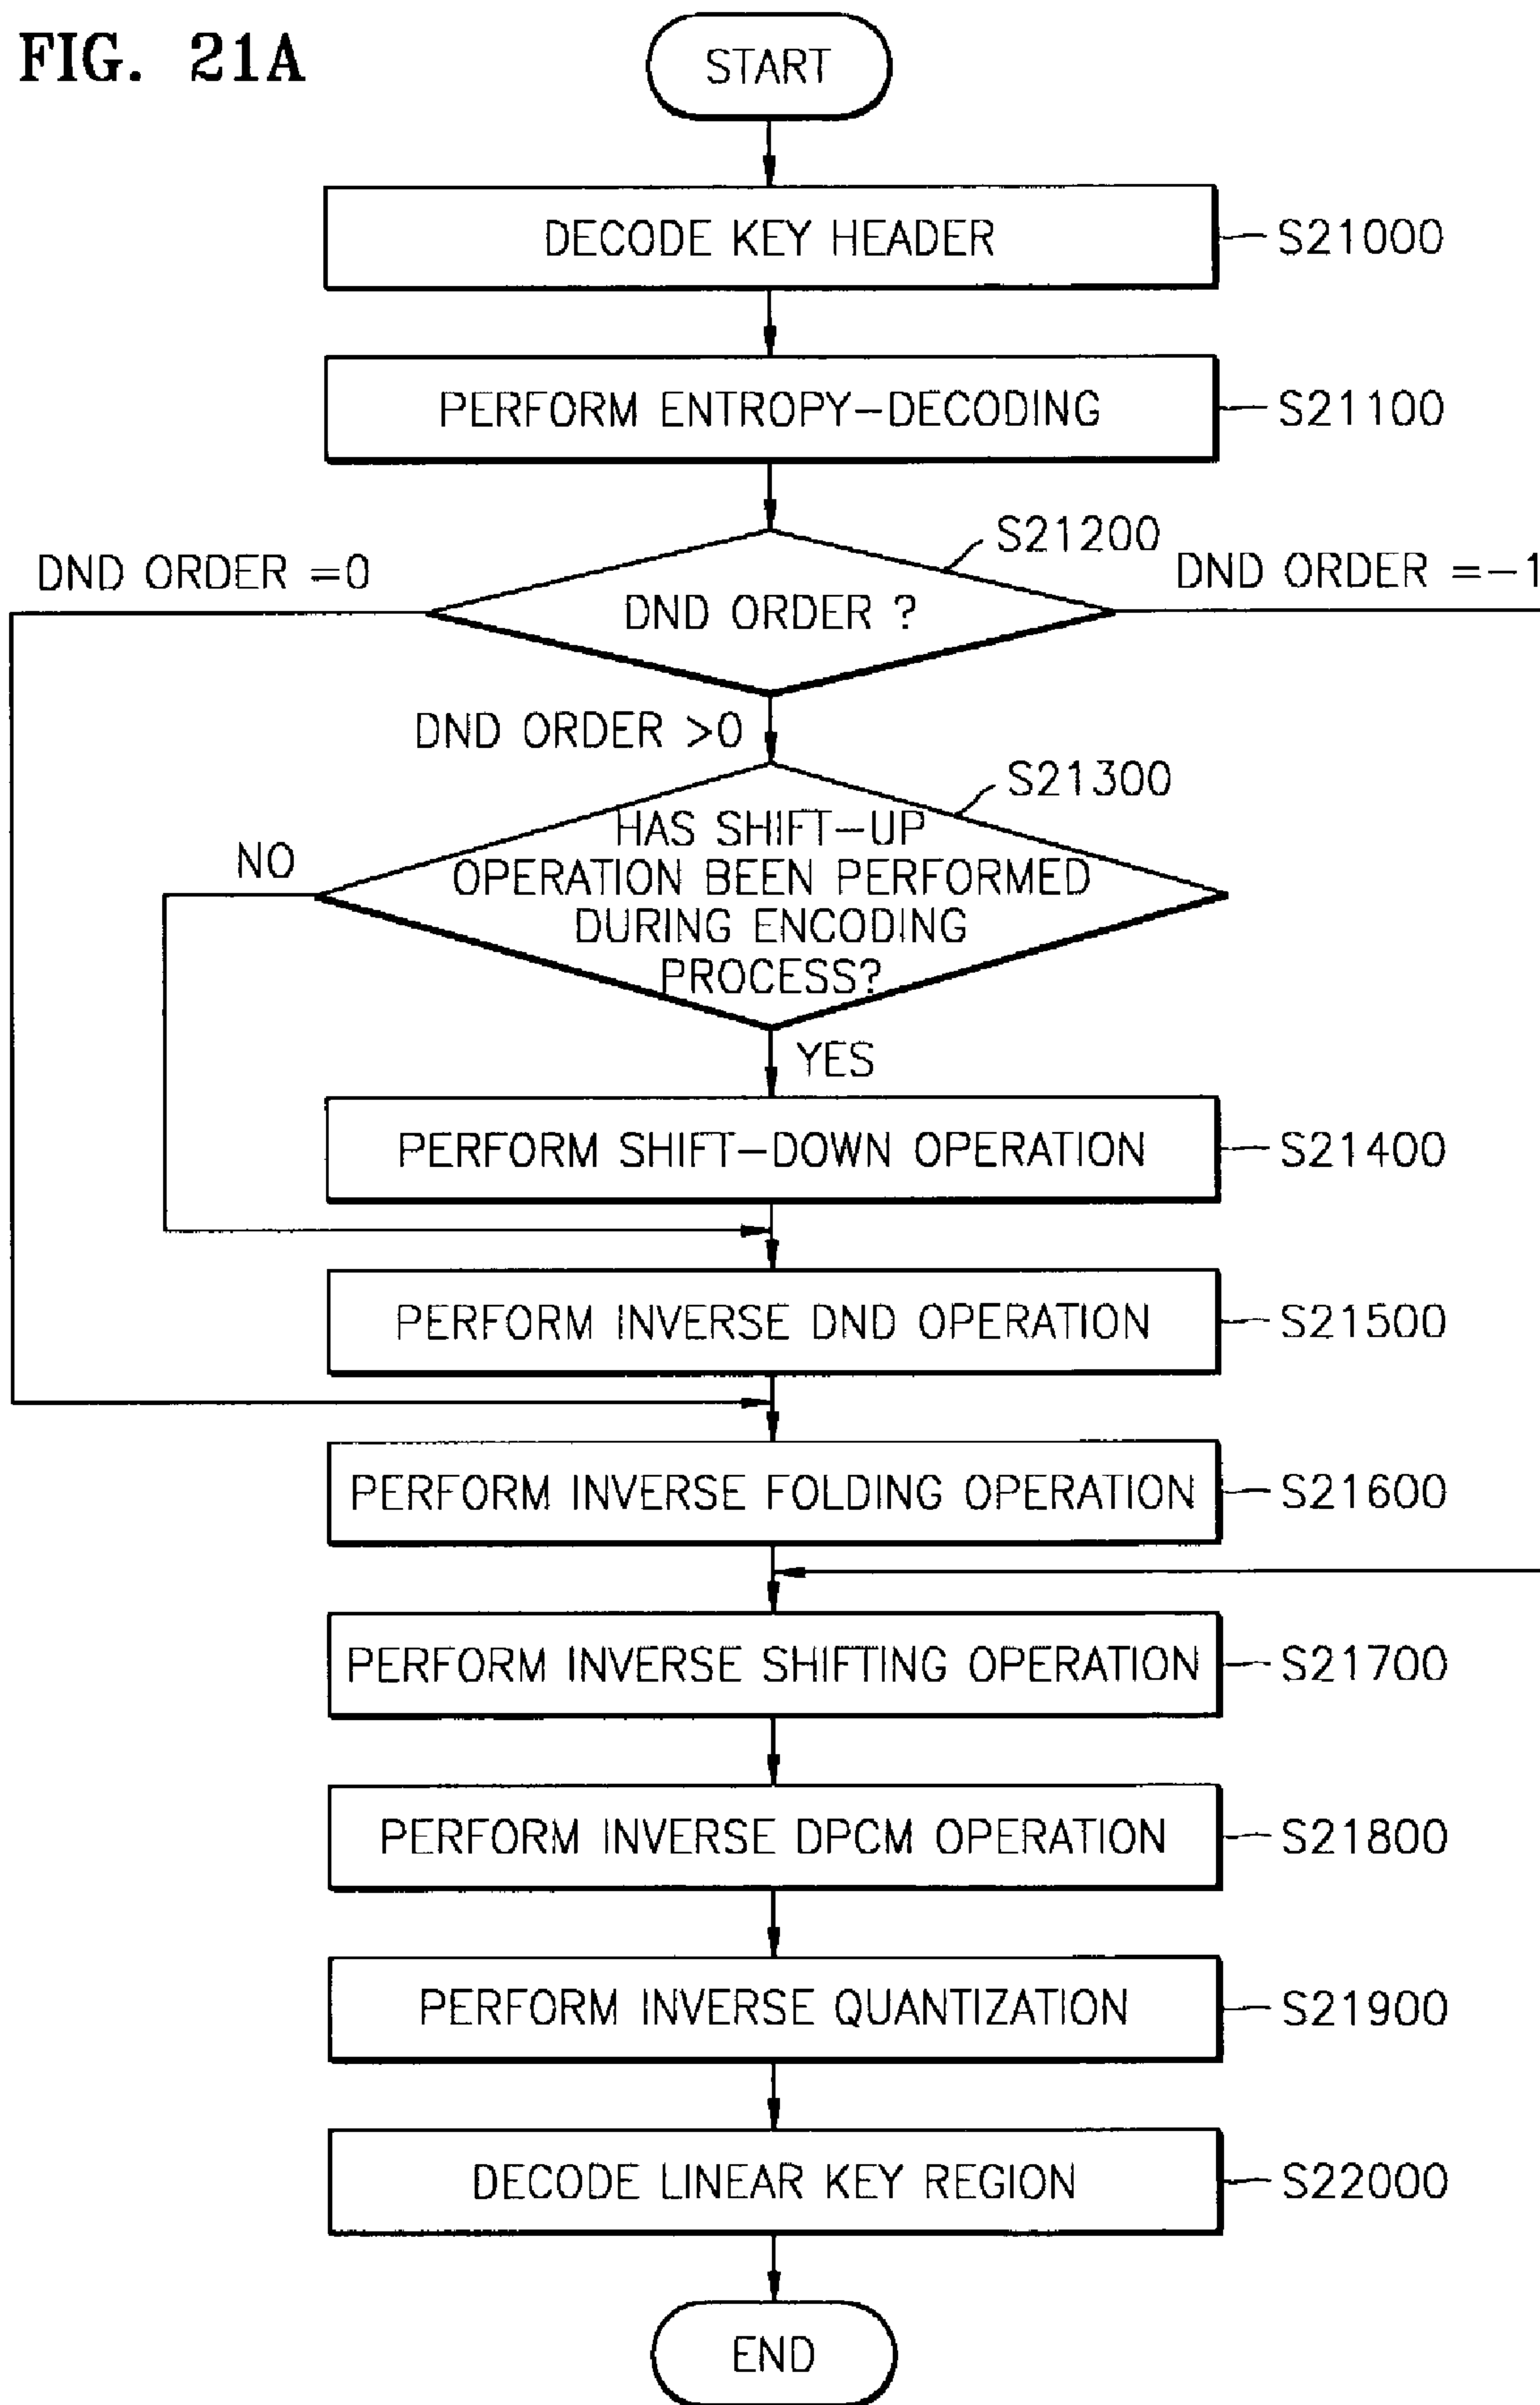 FIG. 21A
START
DECODE KEY HEADER
S21000
PERFORM ENTROPY-DECODING
S21100
S21200
DND ORDER =0
DND ORDER =-1
DND ORDER ?
DND ORDER >0
S21300
HAS SHIFT-UP
OPERATION BEEN PERFORMED
DURING ENCODING
PROCESS?
NO
YES
PERFORM SHIFT-DOWN OPERATION
S21400
PERFORM INVERSE DND OPERATION
S21500
PERFORM INVERSE FOLDING OPERATION
S21600
PERFORM INVERSE SHIFTING OPERATION
S21700
PERFORM INVERSE DPCM OPERATION
S21800
PERFORM INVERSE QUANTIZATION
S21900
DECODE LINEAR KEY REGION
S22000
END